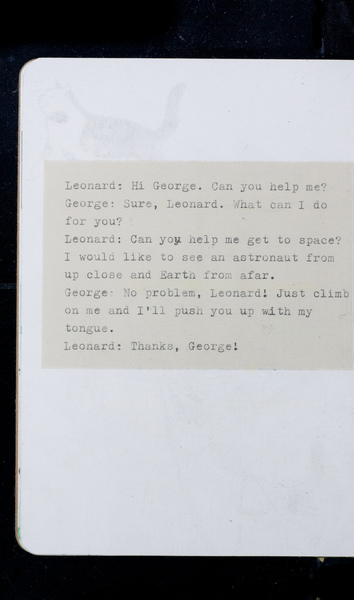 Leonard: Hi George. Can you help me?
George: Sure, Leonard. What can I do
for you?
Leonard: Can you help me get to space?
I would like to see an astronaut from
up close and Earth from afar.
George: No problem, Leonard! Just climb
on me and I'll push you up with my
tongue.
Leonard: Thanks, George!